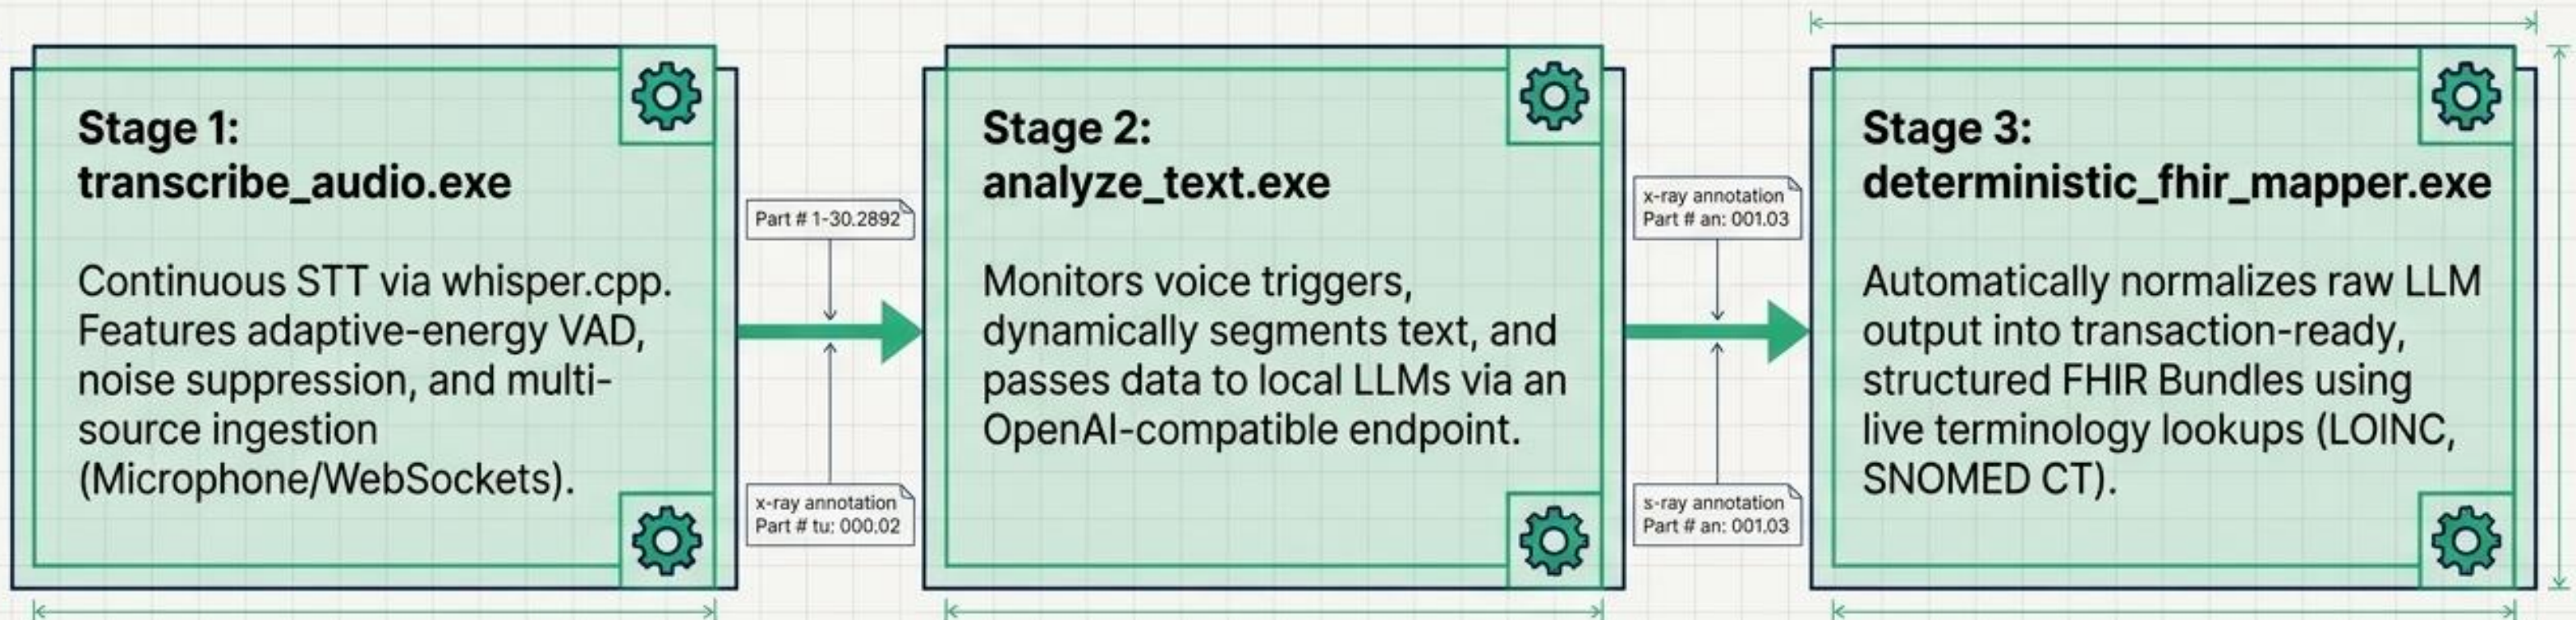 Stage 1:
transcribe_audio.exe
Continuous STT via whisper.cpp.
Features adaptive-energy VAD,
noise suppression, and multi-
source ingestion
(Microphone/WebSockets).
Part # 1-30.2892
x-ray annotation
Part # tu: 000.02
Stage 2:
analyze_text.exe
Monitors voice triggers,
dynamically segments text, and
passes data to local LLMs via an
OpenAI-compatible endpoint.
x-ray annotation
Part # an: 001.03
s-ray annotation
Part # an: 001.03
Stage 3:
deterministic_fhir_mapper.exe
Automatically normalizes raw LLM
output into transaction-ready,
structured FHIR Bundles using
live terminology lookups (LOINC,
SNOMED CT).